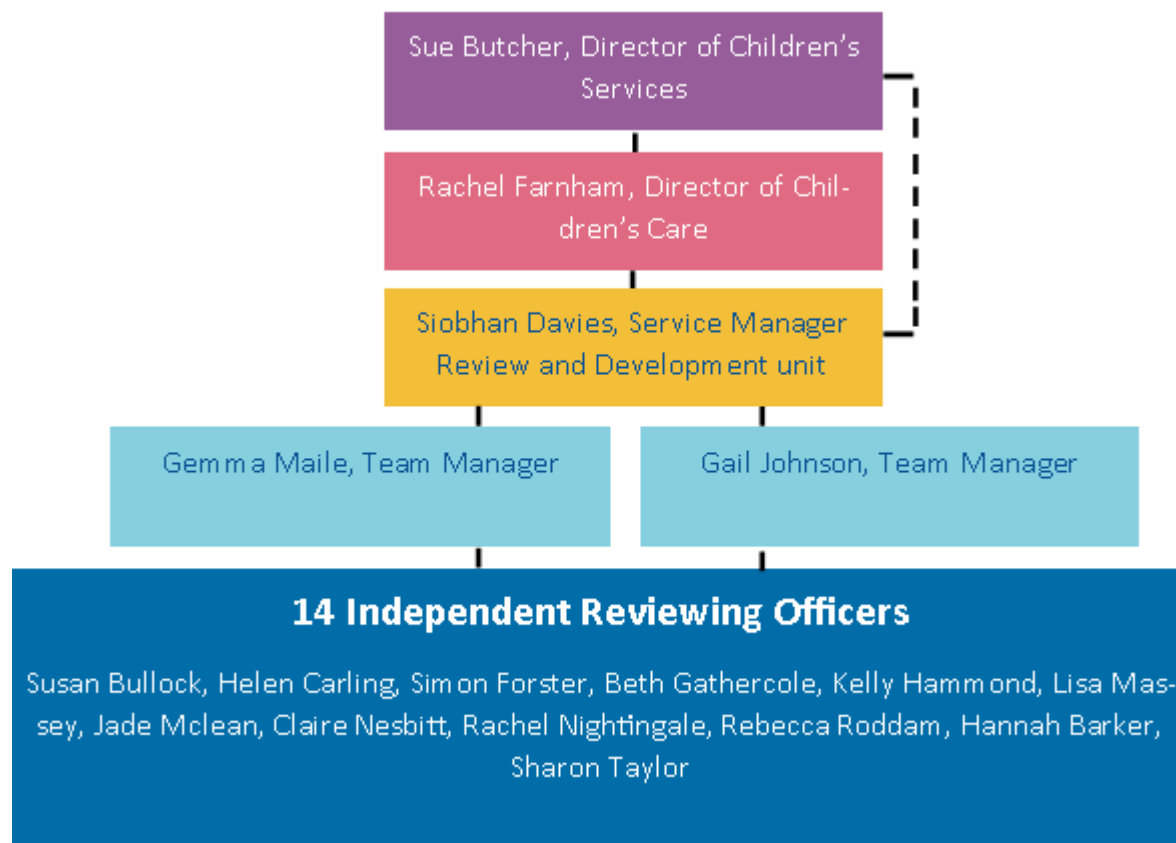 Sue Butcher, Director of Children’s
Services
Rachel Farnham, Director of Chil-
dren’s Care
Siobhan Davies, Service Manager
Review and Development unit
Gemma Maile, Team Manager
Gail Johnson, Team Manager
14 Independent Reviewing Officers
Susan Bullock, Helen Carling, Simon Forster, Beth Gathercole, Kelly Hammond, Lisa Mas-
sey, Jade Mclean, Claire Nesbitt, Rachel Nightingale, Rebecca Roddam, Hannah Barker,
Sharon Taylor